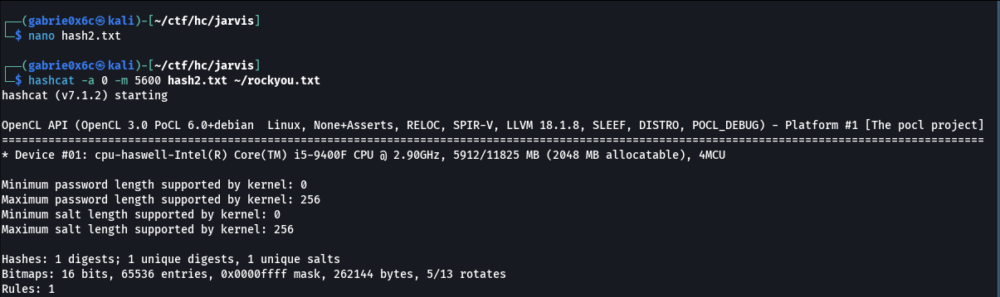 ┌──(gabrie0x6c㉿kali)-[~/ctf/hc/jarvis]
└─$ nano hash2.txt
┌──(gabrie0x6c㉿kali)-[~/ctf/hc/jarvis]
└─$ hashcat -a 0 -m 5600 hash2.txt ~/rockyou.txt
hashcat (v7.1.2) starting
OpenCL API (OpenCL 3.0 PoCL 6.0+debian  Linux, None+Asserts, RELOC, SPIR-V, LLVM 18.1.8, SLEEF, DISTRO, POCL_DEBUG) - Platform #1 [The pocl project]
====================================================================================================================================================
* Device #01: cpu-haswell-Intel(R) Core(TM) i5-9400F CPU @ 2.90GHz, 5912/11825 MB (2048 MB allocatable), 4MCU
Minimum password length supported by kernel: 0
Maximum password length supported by kernel: 256
Minimum salt length supported by kernel: 0
Maximum salt length supported by kernel: 256
Hashes: 1 digests; 1 unique digests, 1 unique salts
Bitmaps: 16 bits, 65536 entries, 0x0000ffff mask, 262144 bytes, 5/13 rotates
Rules: 1